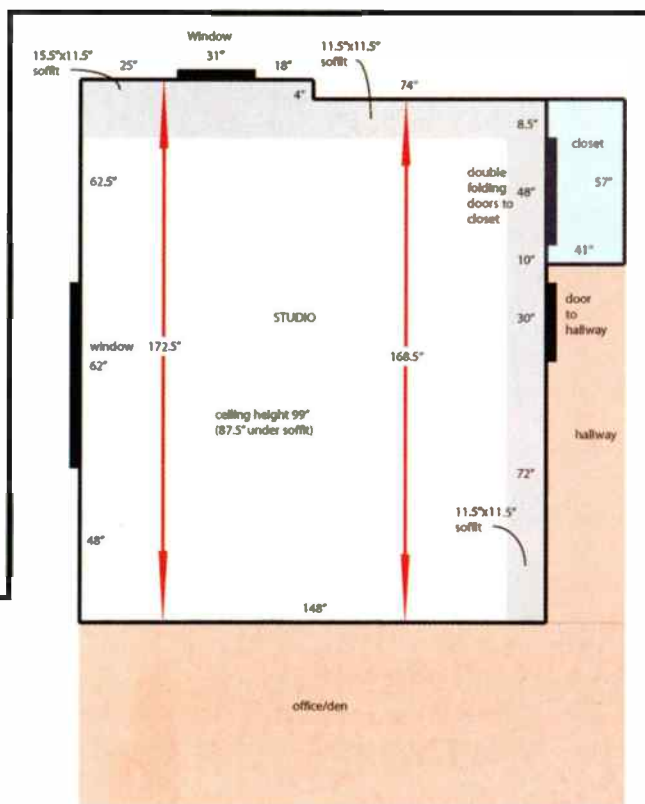 Window
15.5"x11.5"
soffit
25"
31"
18"
11.5"x11.5"
soffit
4"
74"
8.5"
closet
62.5"
double
folding
doors to
closet
48"
57"
10"
41"
STUDIO
30"
door
to
hallway
window
62"
172.5"
168.5"
ceiling height 99"
(87.5" under soffit)
hallway
72"
11.5"x11.5"
soffit
48"
148"
office/den